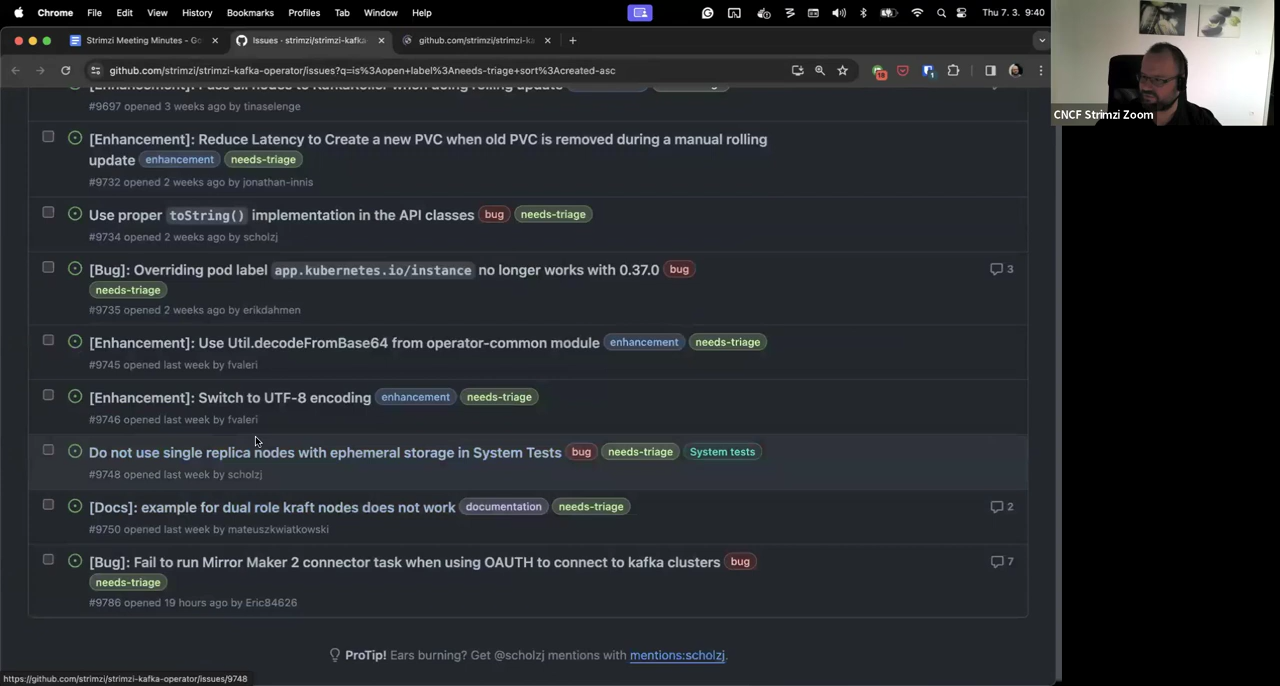 Chrome File Edit View History Bookmarks Profiles Tab Window Help Thu 7. 3. 9:40
Strimzi Meeting Minutes - Go Issues · strimzi/strimzi-kafka github.com/strimzi/strimzi-ka
github.com/strimzi/strimzi-kafka-operator/issues?q=is%3Aopen+label%3Aneeds-triage+sort%3Acreated-asc
[Enhancement]: Pass all nodes to KafkaRoller when doing rolling update
#9697 opened 3 weeks ago by tinaselenge
CNCF Strimzi Zoom
[Enhancement]: Reduce Latency to Create a new PVC when old PVC is removed during a manual rolling
update enhancement needs-triage
#9732 opened 2 weeks ago by jonathan-innis
Use proper toString() implementation in the API classes bug needs-triage
#9734 opened 2 weeks ago by scholzj
[Bug]: Overriding pod label app.kubernetes.io/instance no longer works with 0.37.0 bug 3
needs-triage
#9735 opened 2 weeks ago by erikdahmen
[Enhancement]: Use Util.decodeFromBase64 from operator-common module enhancement needs-triage
#9745 opened last week by fvaleri
[Enhancement]: Switch to UTF-8 encoding enhancement needs-triage
#9746 opened last week by fvaleri
Do not use single replica nodes with ephemeral storage in System Tests bug needs-triage System tests
#9748 opened last week by scholzj
[Docs]: example for dual role kraft nodes does not work documentation needs-triage 2
#9750 opened last week by mateuszkwiatkowski
[Bug]: Fail to run Mirror Maker 2 connector task when using OAUTH to connect to kafka clusters bug 7
needs-triage
#9786 opened 19 hours ago by Eric84626
ProTip! Ears burning? Get @scholzj mentions with mentions:scholzj.
https://github.com/strimzi/strimzi-kafka-operator/issues/9748